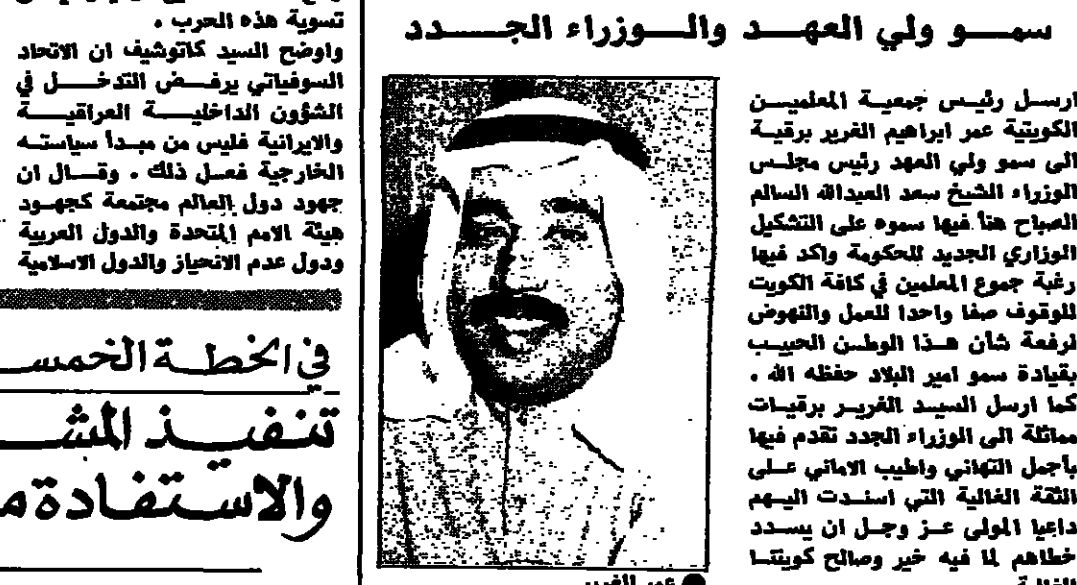 سمو ولي العهد والوزراء الجدد
ارسل رئيس جمعية المعلمين
الكويتية عمر ابراهيم الغرير برقية
الى سمو ولي العهد رئيس مجلس
الوزراء الشيخ سعد العبدالله السالم
الصباح هنأ فيها سموه على التشكيل
الوزاري الجديد للحكومة واكد فيها
رغبة جموع المعلمين في كافة الكويت
للوقوف صفا واحدا للعمل والنهوض
لرفعة شأن هذا الوطن الحبيب
بقيادة سمو امير البلاد حفظه الله .
كما ارسل السيد الغرير برقيات
مماثلة الى الوزراء الجدد تقدم فيها
بأجمل التهاني واطيب الاماني على
الثقة الغالية التي اسندت اليهم
داعيا المولى عز وجل ان يسدد
خطاهم لما فيه خير وصالح كويتنا
عمر الغرير
تسوية هذه الحرب .
واوضح السيد كاتوشيف ان الاتحاد
السوفياتي يرفض التدخل في
الشؤون الداخلية العراقية
والايرانية فليس من مبدأ سياسته
الخارجية فعل ذلك . وقال ان
جهود دول العالم مجتمعة كجهود
هيئة الامم المتحدة والدول العربية
ودول عدم الانحياز والدول الاسلامية
في الخطة الخمسـ
تنفيذ المشـ
والاستفادة مـ